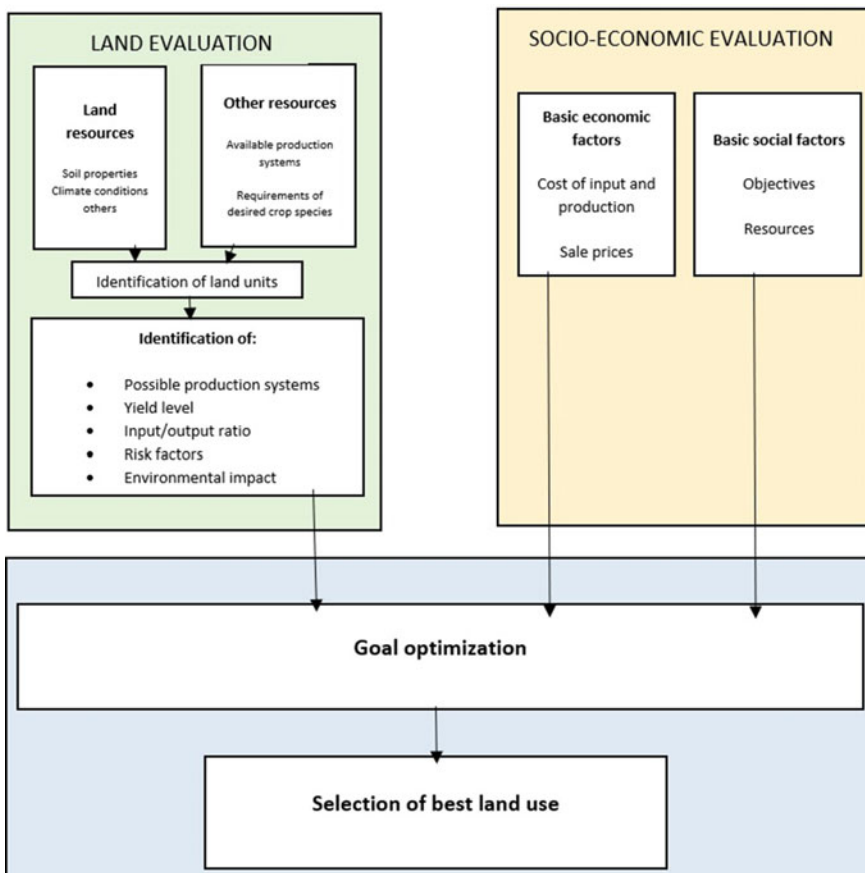 LAND EVALUATION
Land
resources
Soil properties
Climate conditions
others
Other resources
Available production
systems
Requirements of
desired crop species
Identification of land units
Identification of:
• Possible production systems
• Yield level
• Input/output ratio
• Risk factors
• Environmental impact
SOCIO-ECONOMIC EVALUATION
Basic economic
factors
Cost of input and
production
Sale prices
Basic social factors
Objectives
Resources
Goal optimization
Selection of best land use